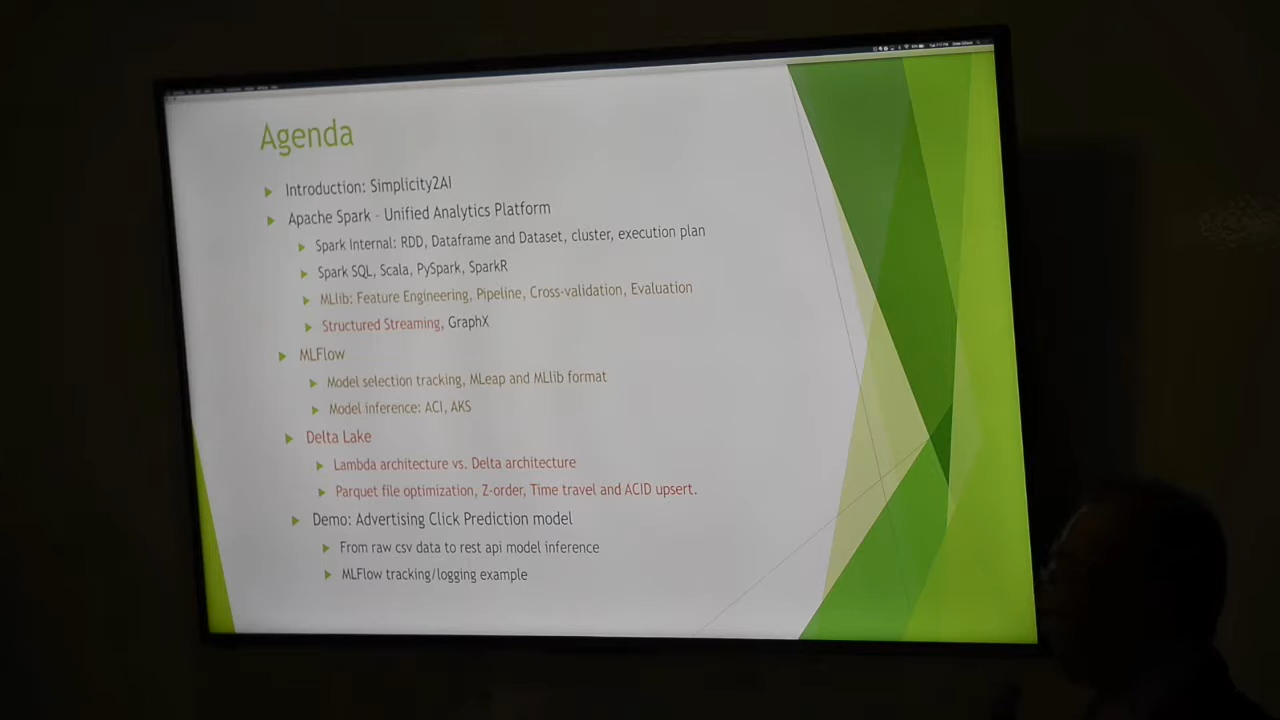 Agenda
Introduction: Simplicity2AI
Apache Spark - Unified Analytics Platform
Spark Internal: RDD, Dataframe and Dataset, cluster, execution plan
Spark SQL, Scala, PySpark, SparkR
MLlib: Feature Engineering, Pipeline, Cross-validation, Evaluation
Structured Streaming, GraphX
MLFlow
Model selection tracking, MLeap and MLlib format
Model inference: ACI, AKS
Delta Lake
Lambda architecture vs. Delta architecture
Parquet file optimization, Z-order, Time travel and ACID upsert.
Demo: Advertising Click Prediction model
From raw csv data to rest api model inference
MLFlow tracking/logging example